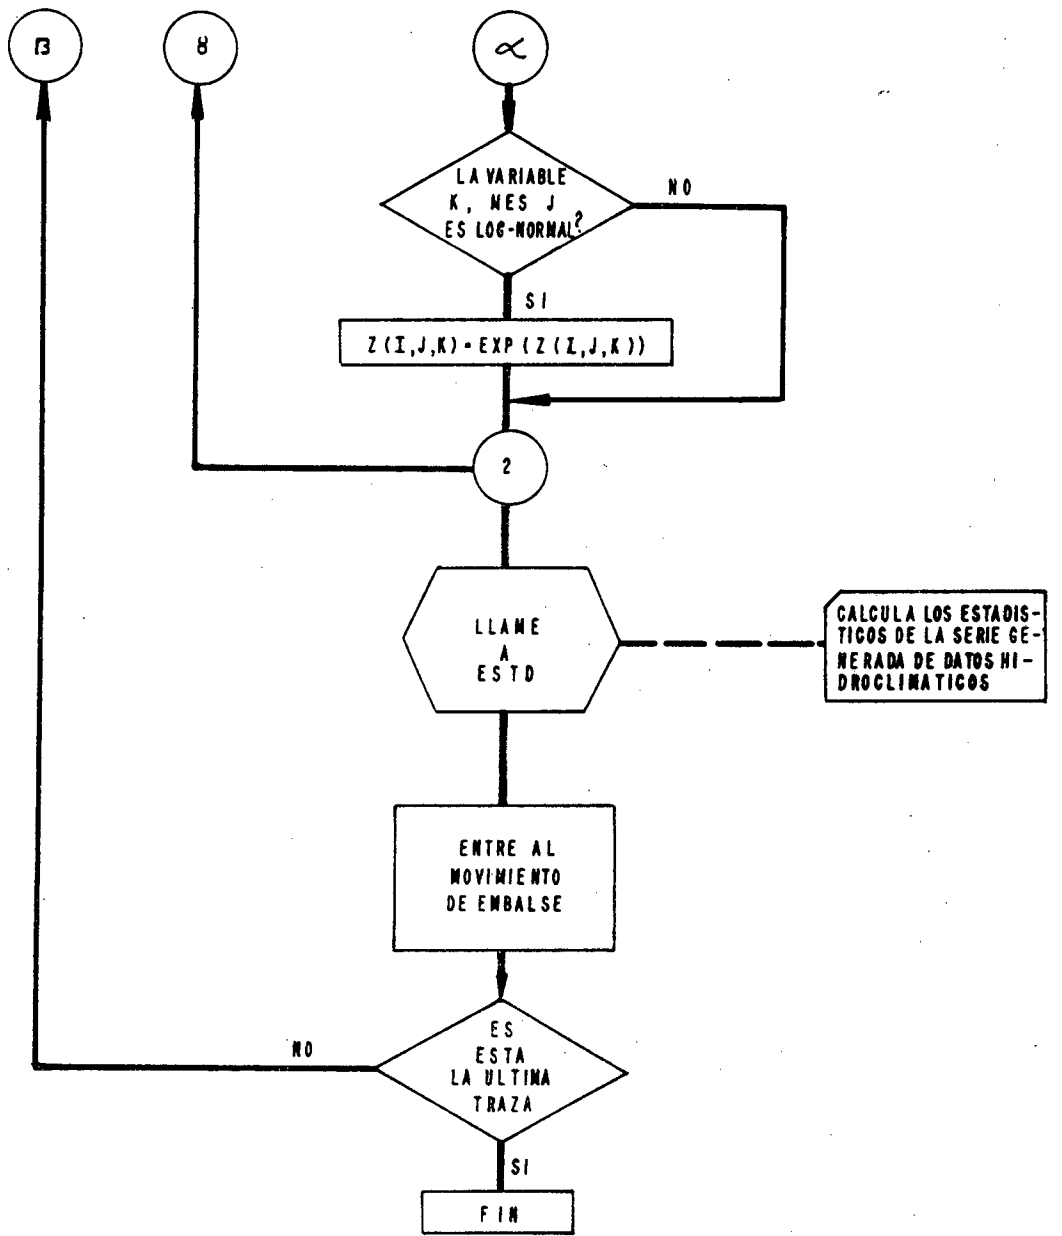 B
8
α
LA VARIABLE
K, MES J
ES LOG-NORMAL?
NO
SI
Z(I,J,K)=EXP(Z(I,J,K))
2
LLAME
A
ESTD
CALCULA LOS ESTADIS-
TICOS DE LA SERIE GE-
NERADA DE DATOS HI-
DROCLIMATICOS
ENTRE AL
MOVIMIENTO
DE EMBALSE
ES
ESTA
LA ULTIMA
TRAZA
NO
SI
FIN